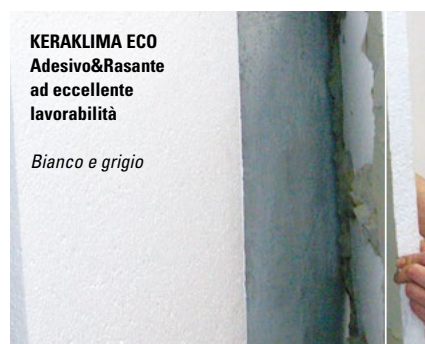 KERAKLIMA ECO
Adesivo&Rasante
ad eccellente
lavorabilità
Bianco e grigio